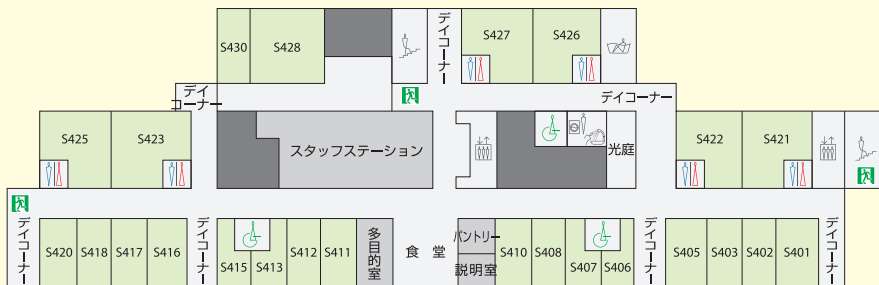 S430
S428
デイコーナー
S427
S426
デイ
コーナー
デイコーナー
S425
S423
スタッフステーション
光庭
S422
S421
デイコーナー
S420
S418
S417
S416
デイコーナー
S415
S413
S412
S411
多目的室
食堂
パントリー
説明室
S410
S408
S407
S406
デイコーナー
S405
S403
S402
S401
デイコーナー